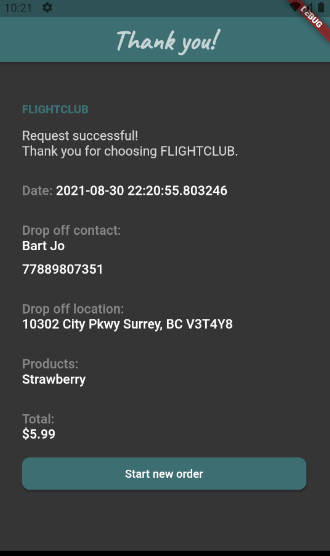 10:21
DEBUG
Thank you!
FLIGHTCLUB
Request successful!
Thank you for choosing FLIGHTCLUB.
Date: 2021-08-30 22:20:55.803246
Drop off contact:
Bart Jo
77889807351
Drop off location:
10302 City Pkwy Surrey, BC V3T4Y8
Products:
Strawberry
Total:
$5.99
Start new order